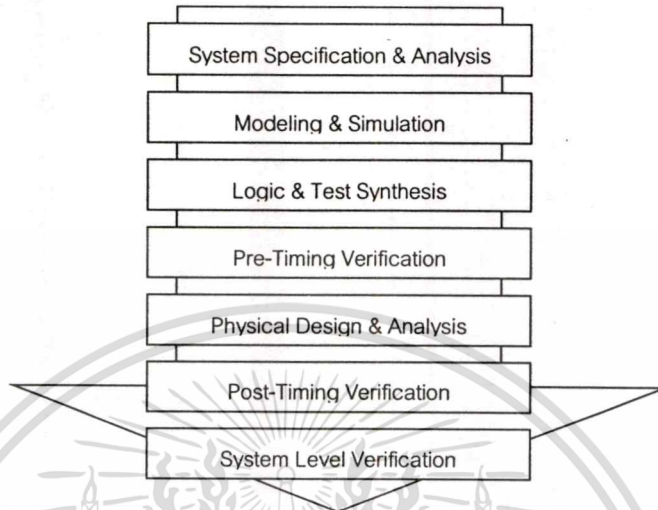 System Specification & Analysis
Modeling & Simulation
Logic & Test Synthesis
Pre-Timing Verification
Physical Design & Analysis
Post-Timing Verification
System Level Verification